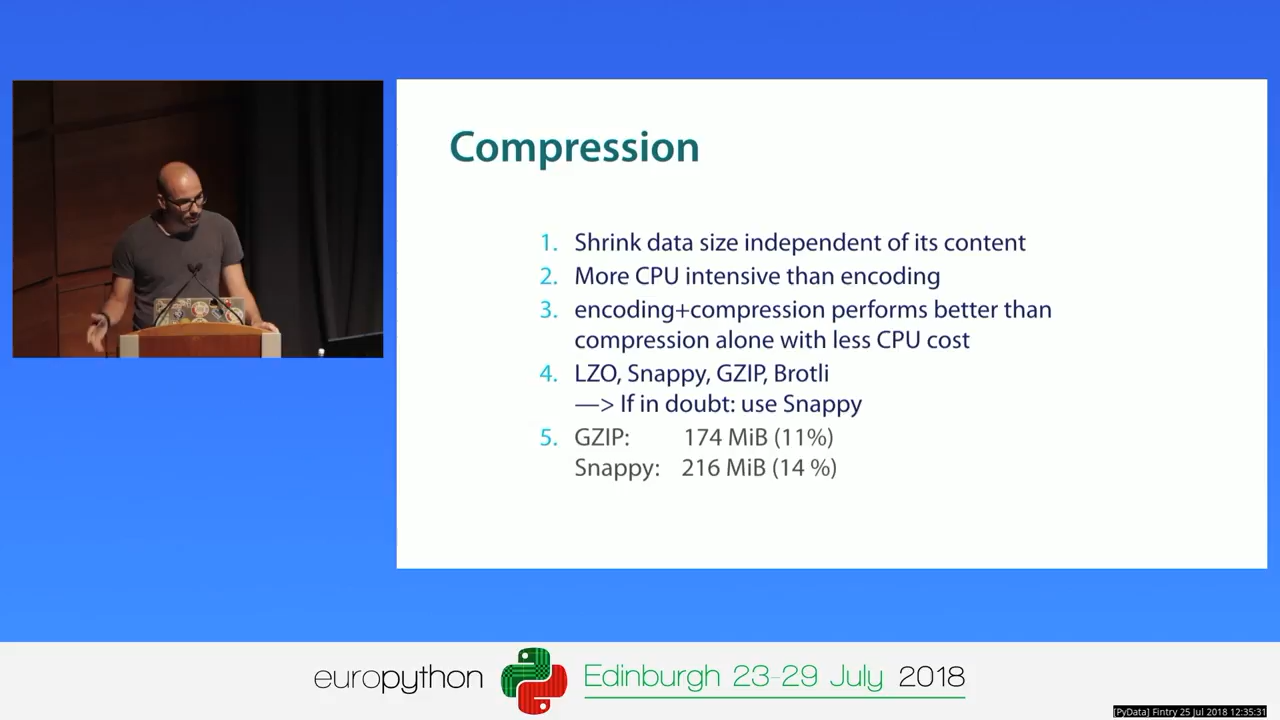 Compression
1. Shrink data size independent of its content
2. More CPU intensive than encoding
3. encoding+compression performs better than
compression alone with less CPU cost
4. LZO, Snappy, GZIP, Brotli
—> If in doubt: use Snappy
5. GZIP: 174 MiB (11%)
Snappy: 216 MiB (14 %)
europython Edinburgh 23-29 July 2018
[PyData] Fintry 25 Jul 2018 12:35:31